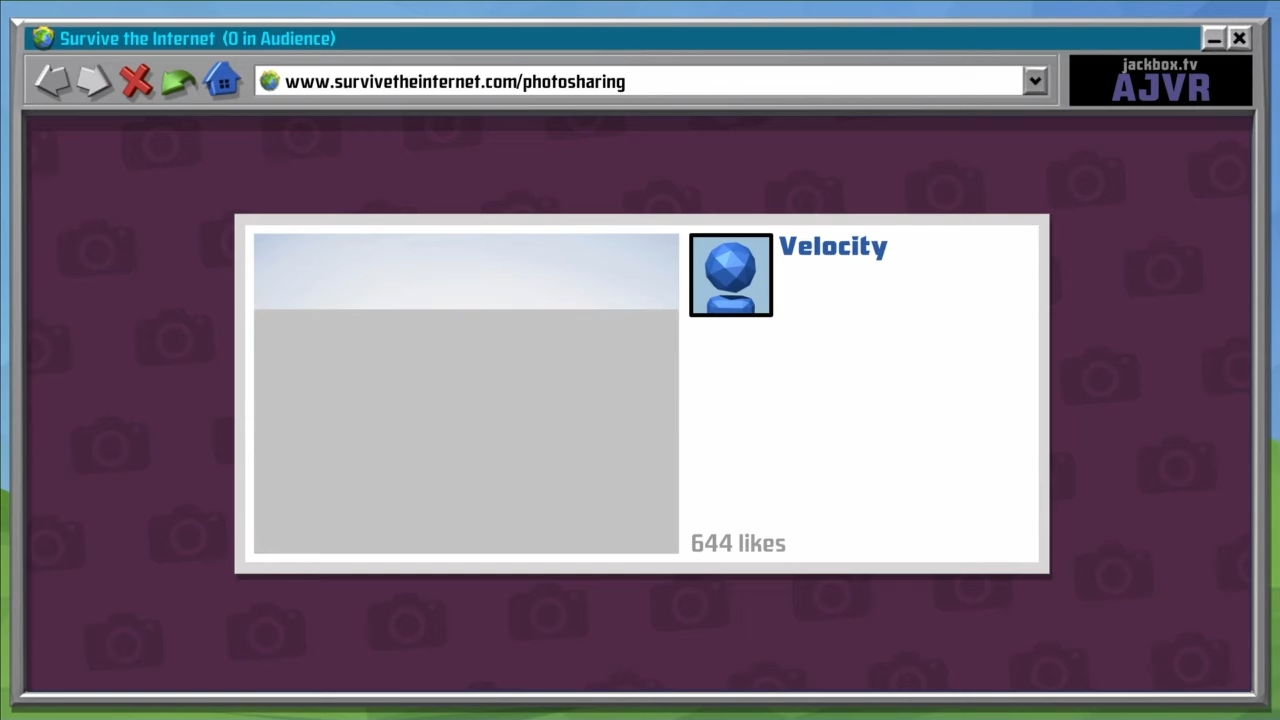 Survive the Internet (0 in Audience)
www.survivetheinternet.com/photosharing
jackbox.tv
AJVR
Velocity
644 likes